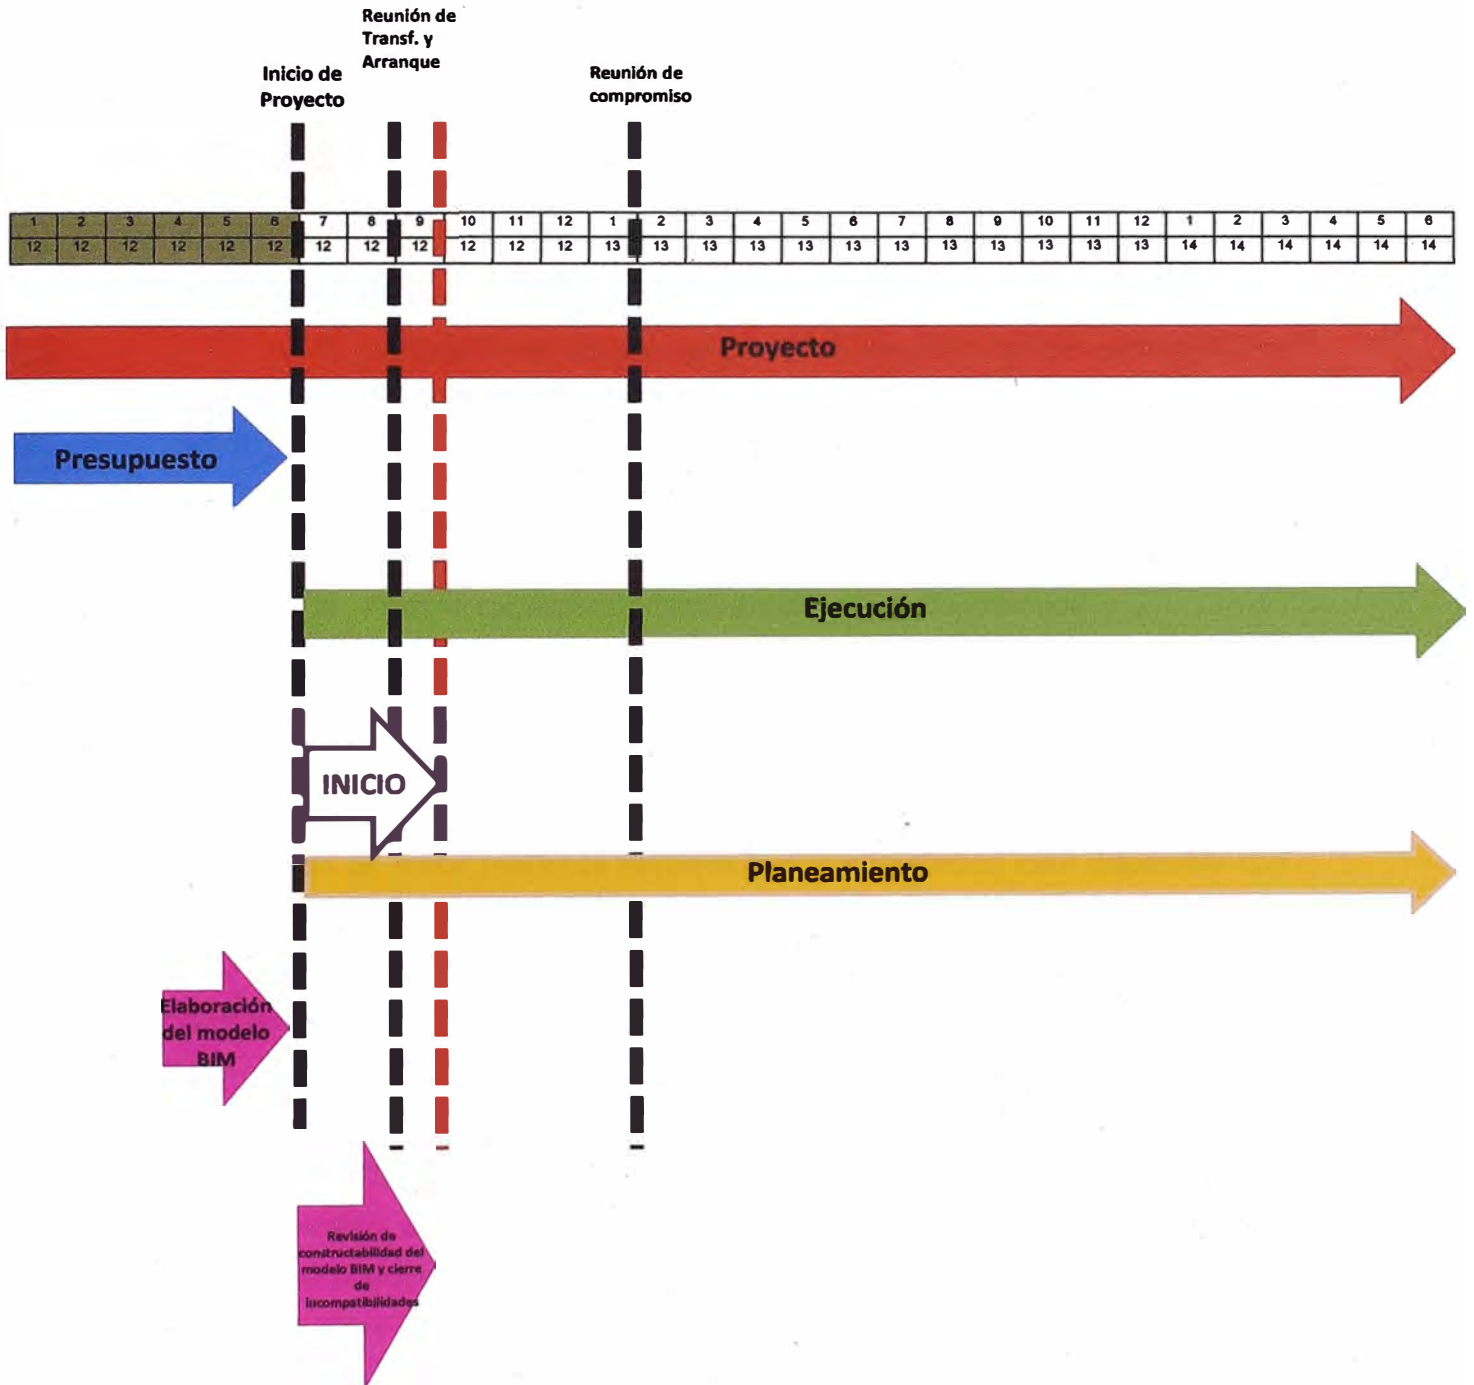 Reunión de
Transf. y
Arranque
Inicio de
Proyecto
Reunión de
compromiso
1 2 3 4 5 6 7 8 9 10 11 12 1 2 3 4 5 6 7 8 9 10 11 12 1 2 3 4 5 6
12 12 12 12 12 12 12 12 12 12 12 12 13 13 13 13 13 13 13 13 13 13 13 13 14 14 14 14 14 14
Proyecto
Presupuesto
Ejecución
INICIO
Planeamiento
Elaboración
del modelo
BIM
Revisión de
constructabilidad del
modelo BIM y cierre
de
incompatibilidades